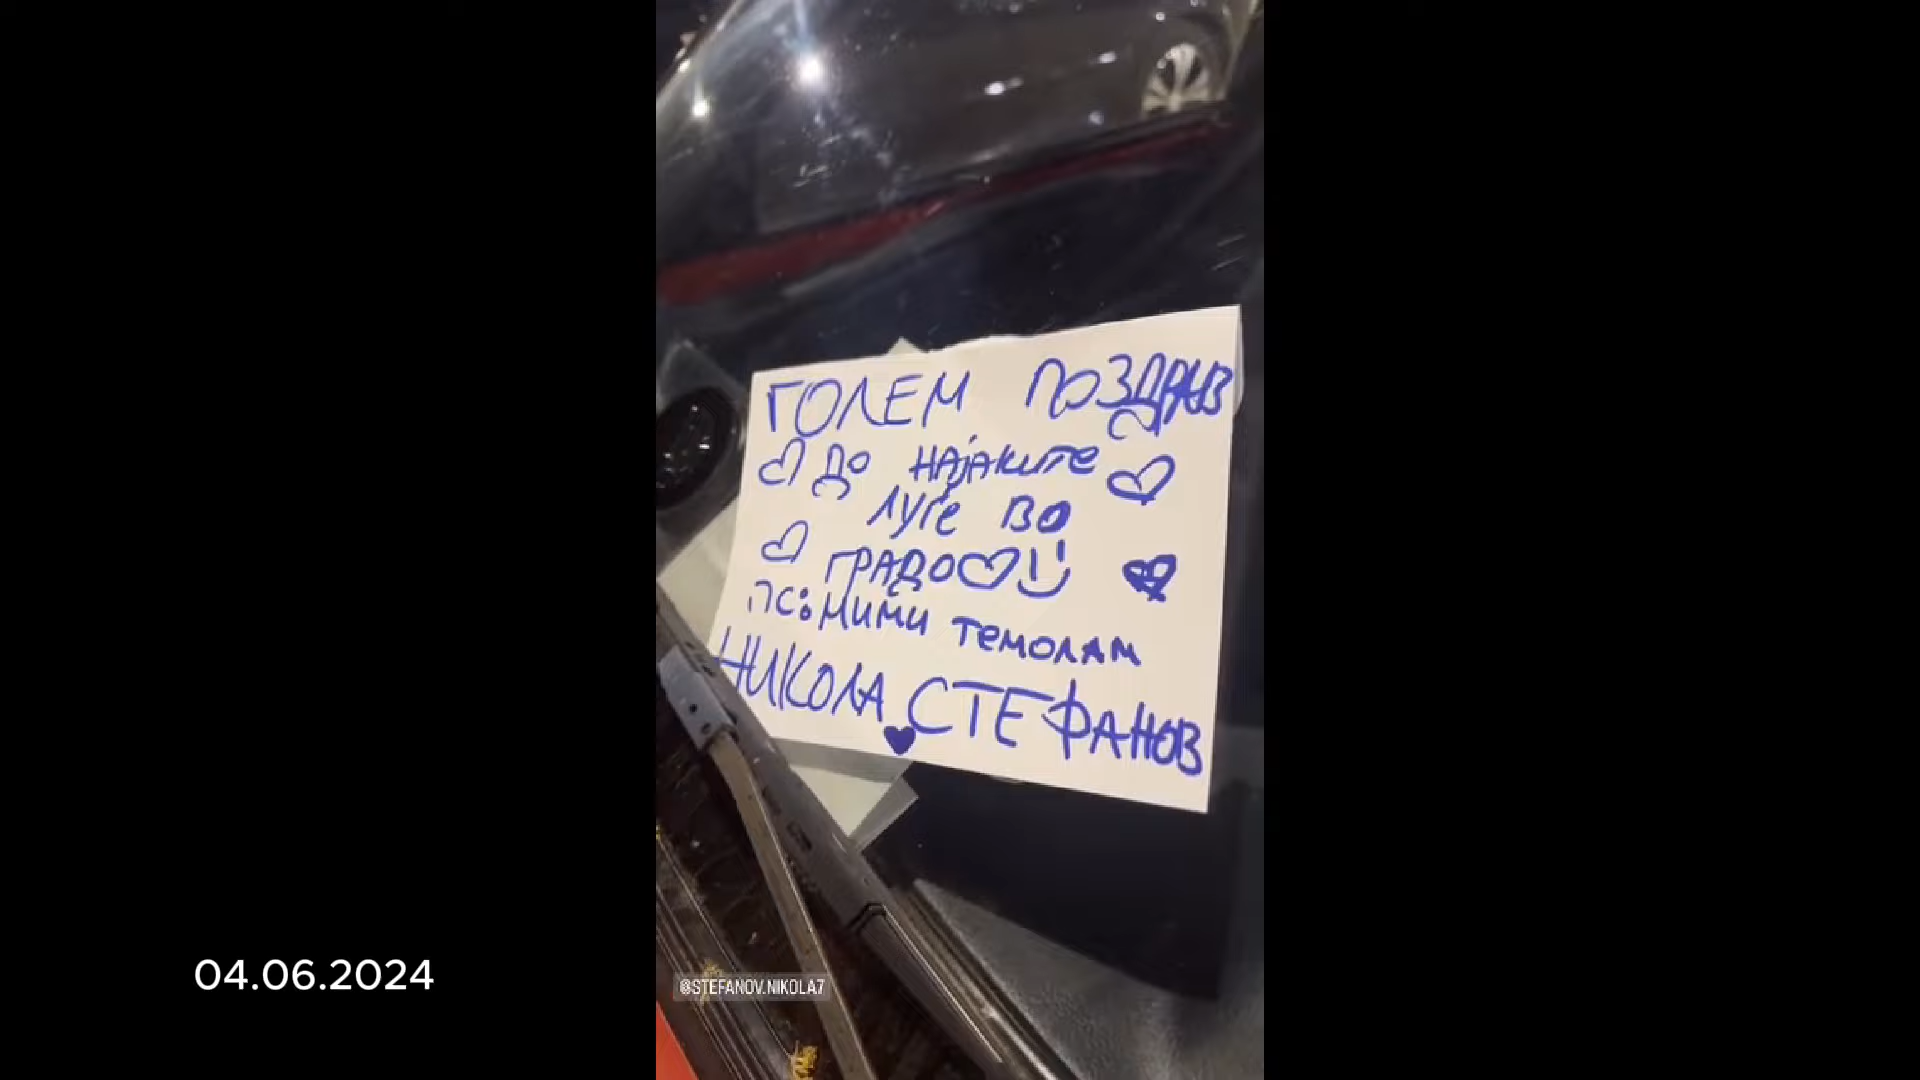 ГОЛЕМ ПОЗДРАВ
ДО НАЈАКИТЕ
ЛУЃЕ ВО
ГРАДО
ПС: МИМИ ТЕМОЛАМ
НИКОЛА СТЕФАНОВ
@STEFANOV.NIKOLA7
04.06.2024